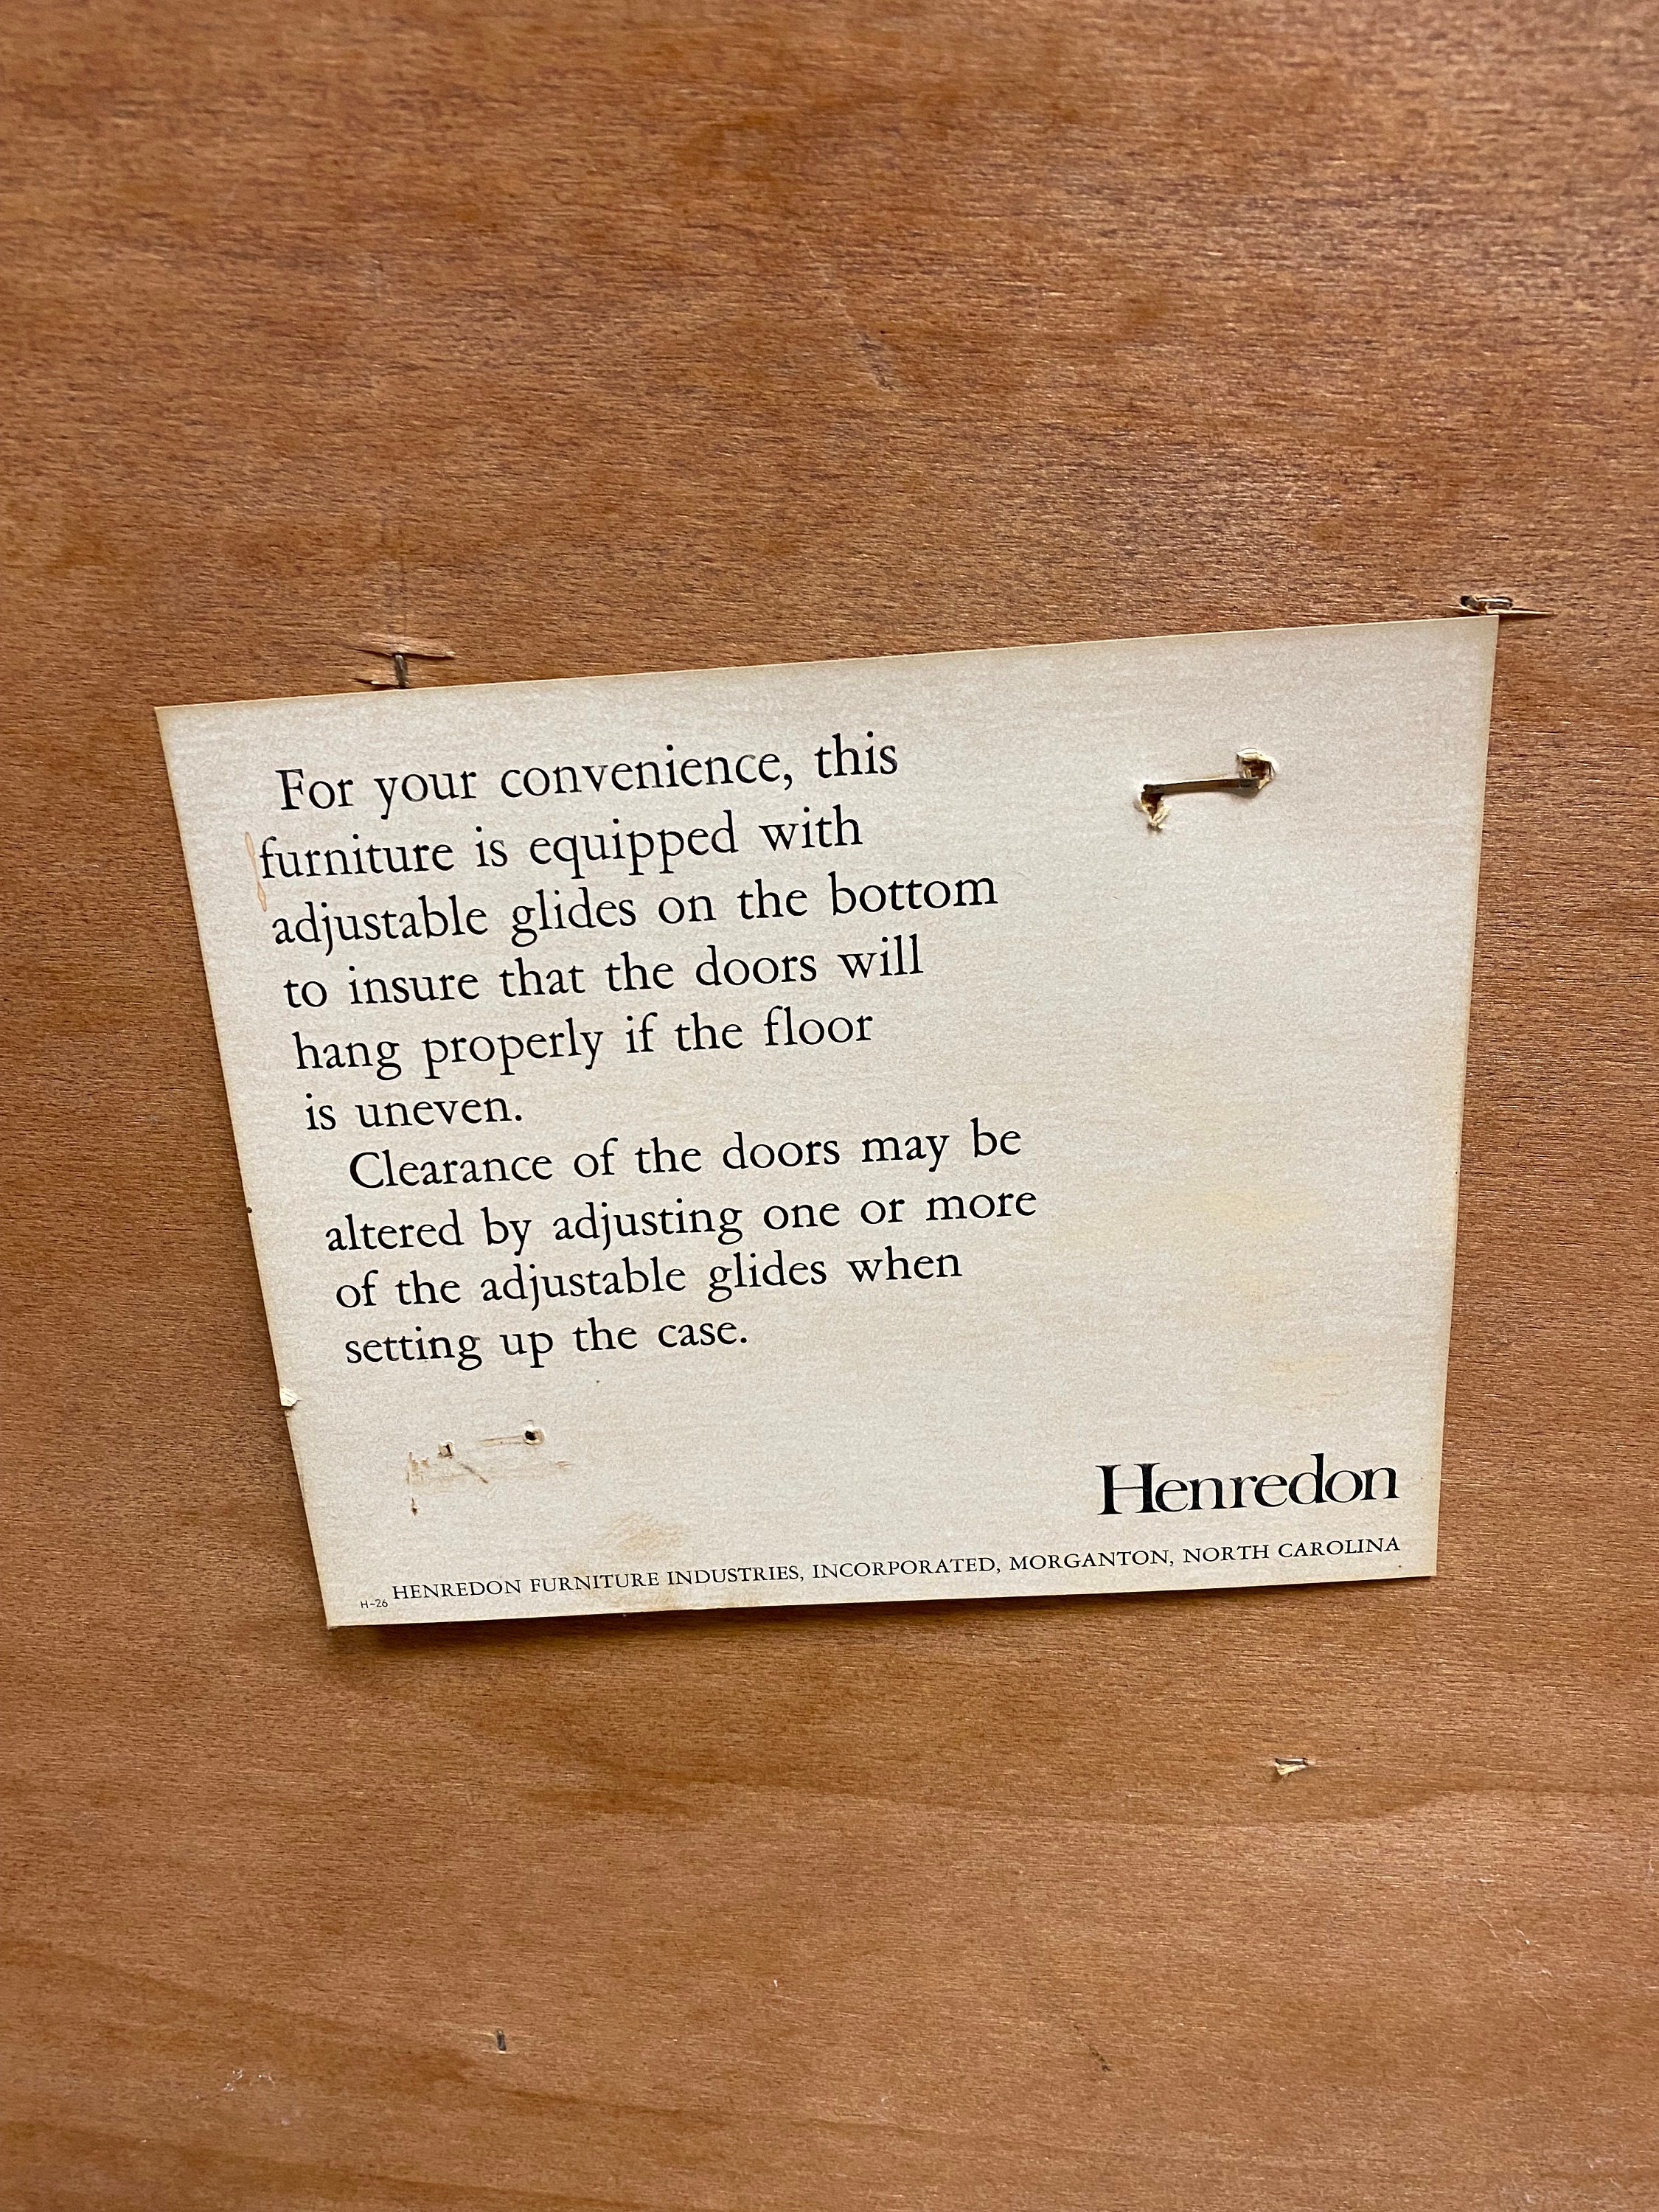 For your convenience, this
furniture is equipped with
adjustable glides on the bottom
to insure that the doors will
hang properly if the floor
is uneven.
Clearance of the doors may be
altered by adjusting one or more
of the adjustable glides when
setting up the case.
Henredon
H-26 HENREDON FURNITURE INDUSTRIES, INCORPORATED, MORGANTON, NORTH CAROLINA